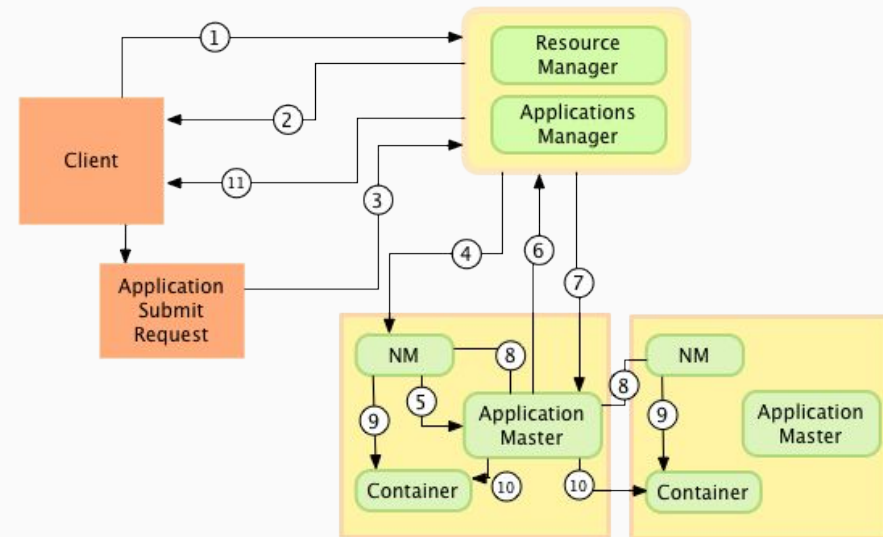 1
Resource
Manager
2
Applications
Manager
Client
11
3
4
6
7
Application
Submit
Request
NM
8
NM
8
5
9
Application
Master
9
Application
Master
Container
10
10
Container